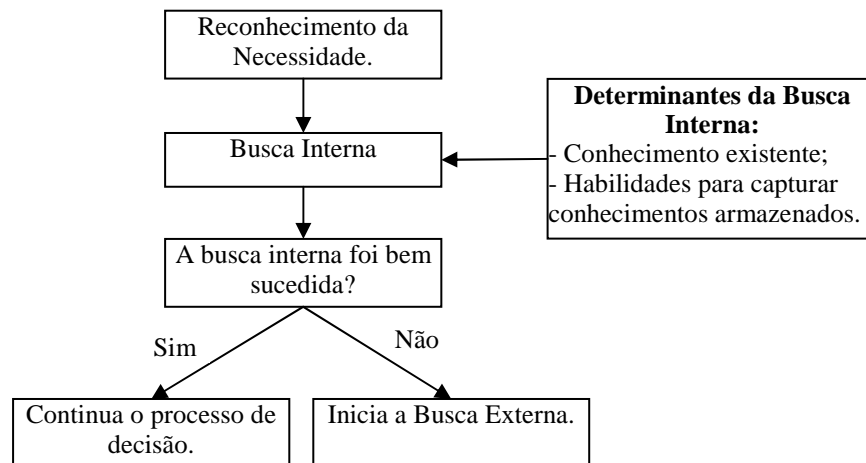 Reconhecimento da
Necessidade.
Busca Interna
Determinantes da Busca
Interna:
- Conhecimento existente;
- Habilidades para capturar
conhecimentos armazenados.
A busca interna foi bem
sucedida?
Sim
Não
Continua o processo de
decisão.
Inicia a Busca Externa.